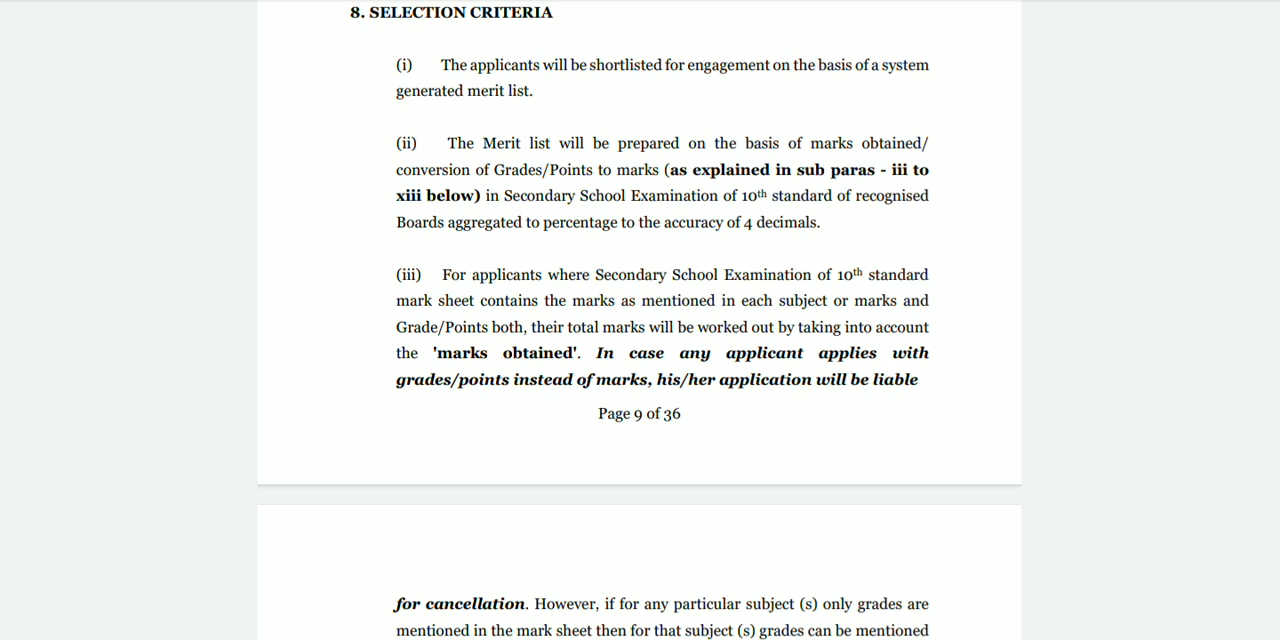 8. SELECTION CRITERIA
(i) The applicants will be shortlisted for engagement on the basis of a system
generated merit list.
(ii) The Merit list will be prepared on the basis of marks obtained/
conversion of Grades/Points to marks (as explained in sub paras - iii to
xiii below) in Secondary School Examination of 10th standard of recognised
Boards aggregated to percentage to the accuracy of 4 decimals.
(iii) For applicants where Secondary School Examination of 10th standard
mark sheet contains the marks as mentioned in each subject or marks and
Grade/Points both, their total marks will be worked out by taking into account
the 'marks obtained'. In case any applicant applies with
grades/points instead of marks, his/her application will be liable
Page 9 of 36
for cancellation. However, if for any particular subject (s) only grades are
mentioned in the mark sheet then for that subject (s) grades can be mentioned